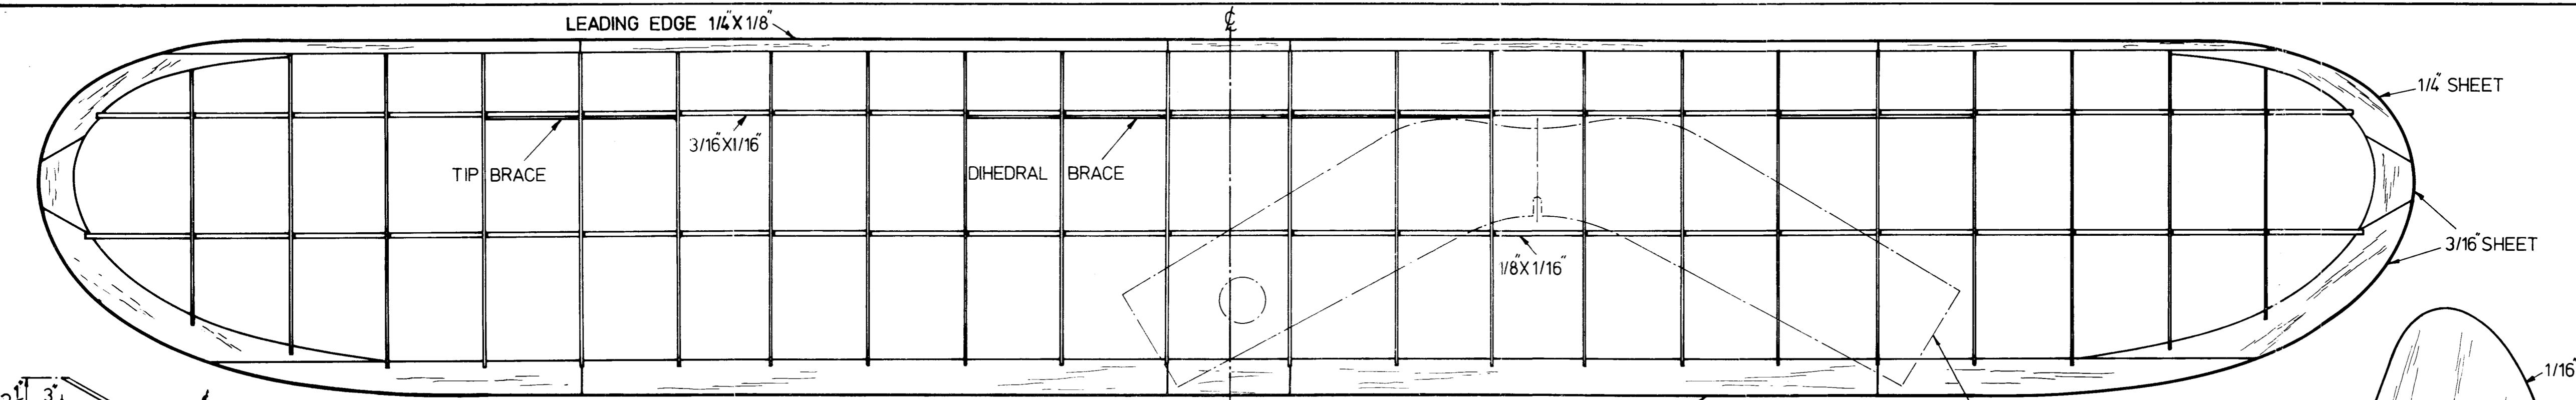 LEADING EDGE 1/4"X1/8"
℄
1/4" SHEET
3/16"X1/16"
TIP BRACE
DIHEDRAL BRACE
3/16" SHEET
1/8"X1/16"
1/16"
3"